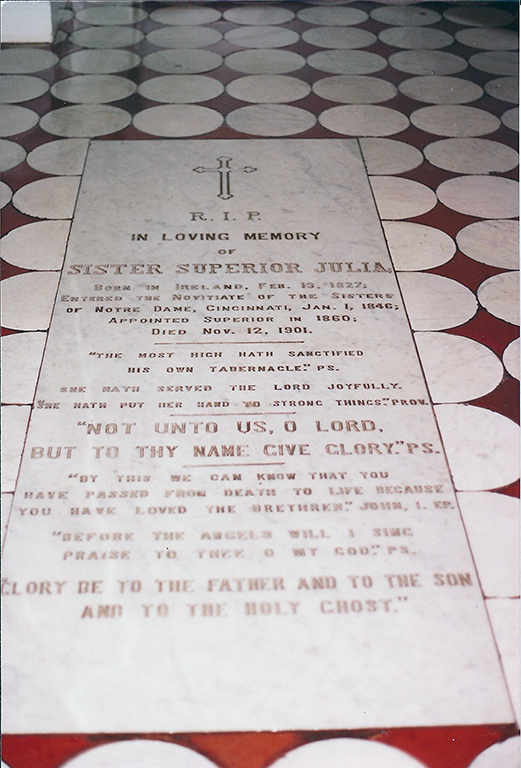 R.I.P.
IN LOVING MEMORY
OF
SISTER SUPERIOR JULIA.
BORN IN IRELAND, FEB. 13, 1827;
ENTERED THE NOVITIATE OF THE SISTERS
OF NOTRE DAME, CINCINNATI, JAN. 1, 1846;
APPOINTED SUPERIOR IN 1860;
DIED NOV. 12, 1901.
"THE MOST HIGH HATH SANCTIFIED
HIS OWN TABERNACLE." PS.
SHE HATH SERVED THE LORD JOYFULLY.
"SHE HATH PUT HER HAND TO STRONG THINGS." PROV.
"NOT UNTO US, O LORD,
BUT TO THY NAME GIVE GLORY." PS.
"BY THIS WE CAN KNOW THAT YOU
HAVE PASSED FROM DEATH TO LIFE BECAUSE
YOU HAVE LOVED THE BRETHREN." JOHN, I. EP.
"BEFORE THE ANGELS WILL I SING
PRAISE TO THEE O MY GOD." PS.
GLORY BE TO THE FATHER AND TO THE SON
AND TO THE HOLY GHOST."